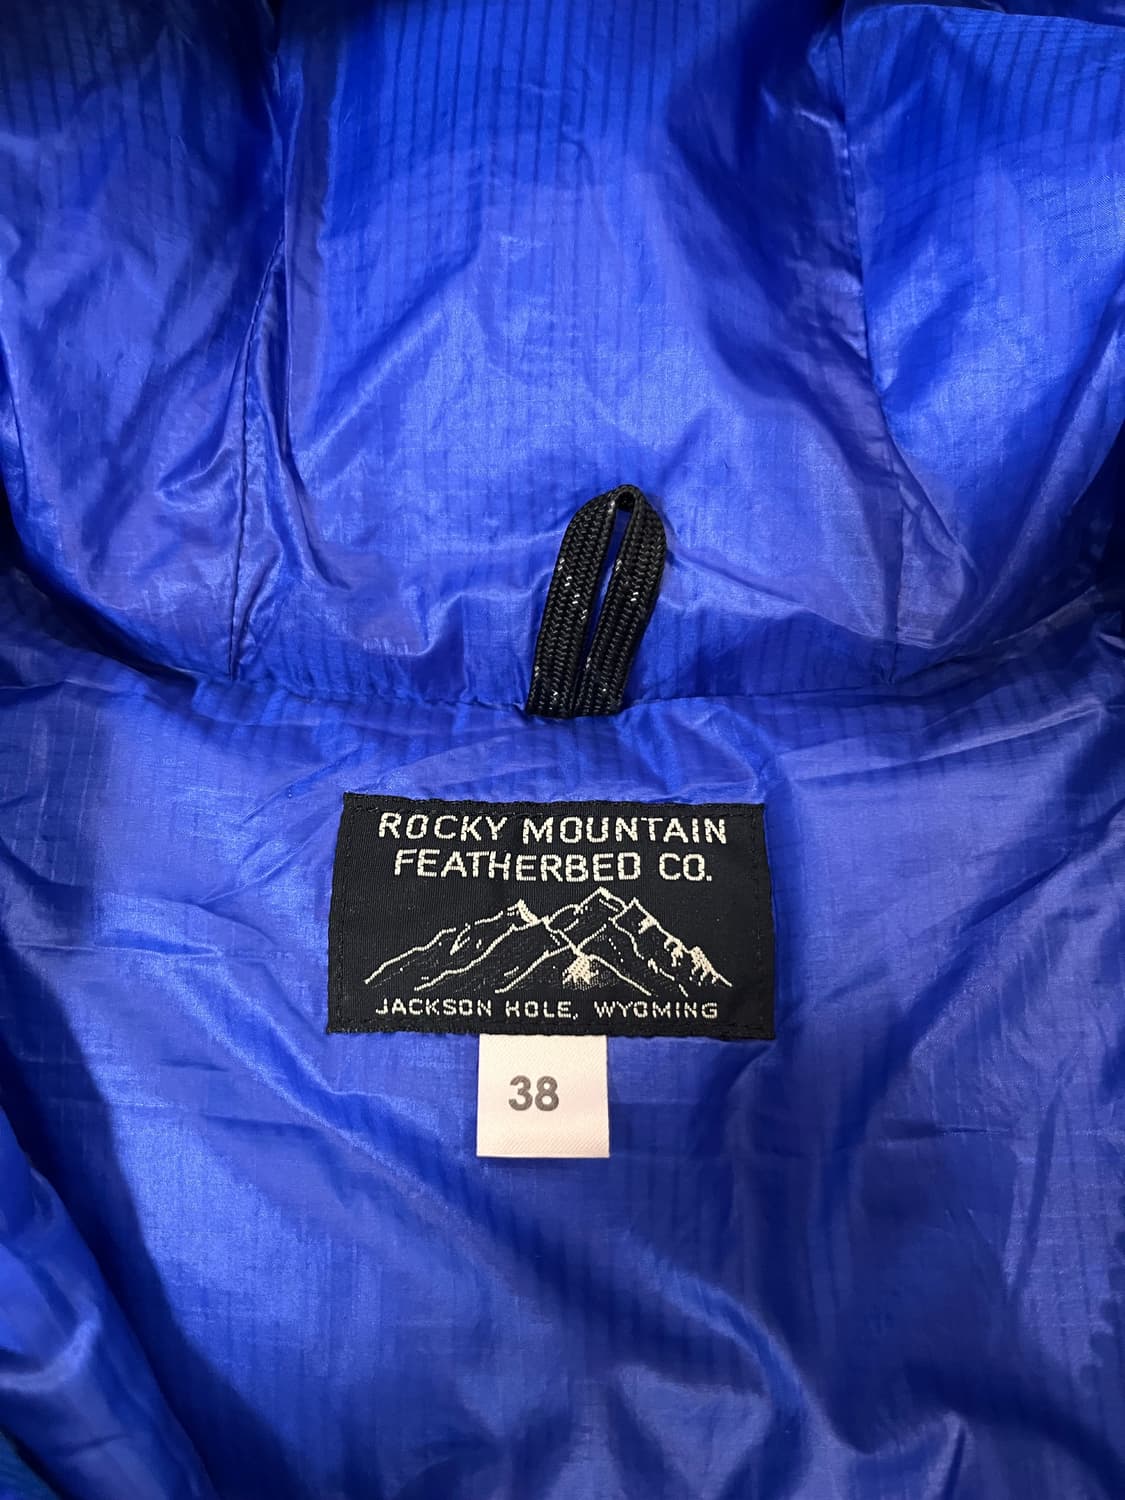 ROCKY MOUNTAIN
FEATHERBED CO.
JACKSON HOLE, WYOMING
38